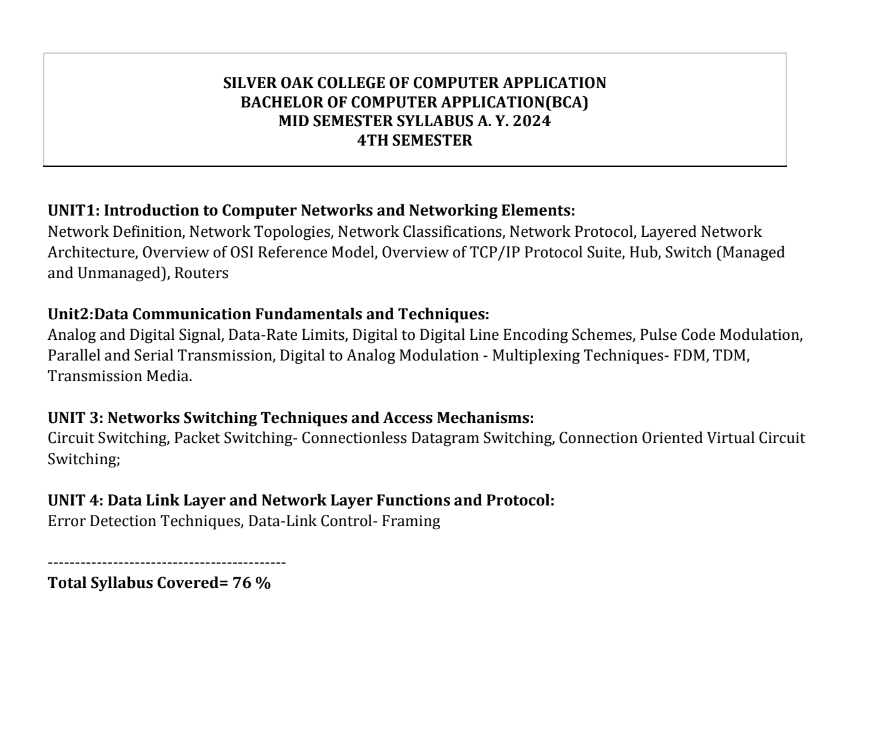 SILVER OAK COLLEGE OF COMPUTER APPLICATION
BACHELOR OF COMPUTER APPLICATION(BCA)
MID SEMESTER SYLLABUS A. Y. 2024
4TH SEMESTER
UNIT1: Introduction to Computer Networks and Networking Elements:
Network Definition, Network Topologies, Network Classifications, Network Protocol, Layered Network
Architecture, Overview of OSI Reference Model, Overview of TCP/IP Protocol Suite, Hub, Switch (Managed
and Unmanaged), Routers
Unit2:Data Communication Fundamentals and Techniques:
Analog and Digital Signal, Data-Rate Limits, Digital to Digital Line Encoding Schemes, Pulse Code Modulation,
Parallel and Serial Transmission, Digital to Analog Modulation - Multiplexing Techniques- FDM, TDM,
Transmission Media.
UNIT 3: Networks Switching Techniques and Access Mechanisms:
Circuit Switching, Packet Switching- Connectionless Datagram Switching, Connection Oriented Virtual Circuit
Switching;
UNIT 4: Data Link Layer and Network Layer Functions and Protocol:
Error Detection Techniques, Data-Link Control- Framing
-------------------------------------------
Total Syllabus Covered= 76 %